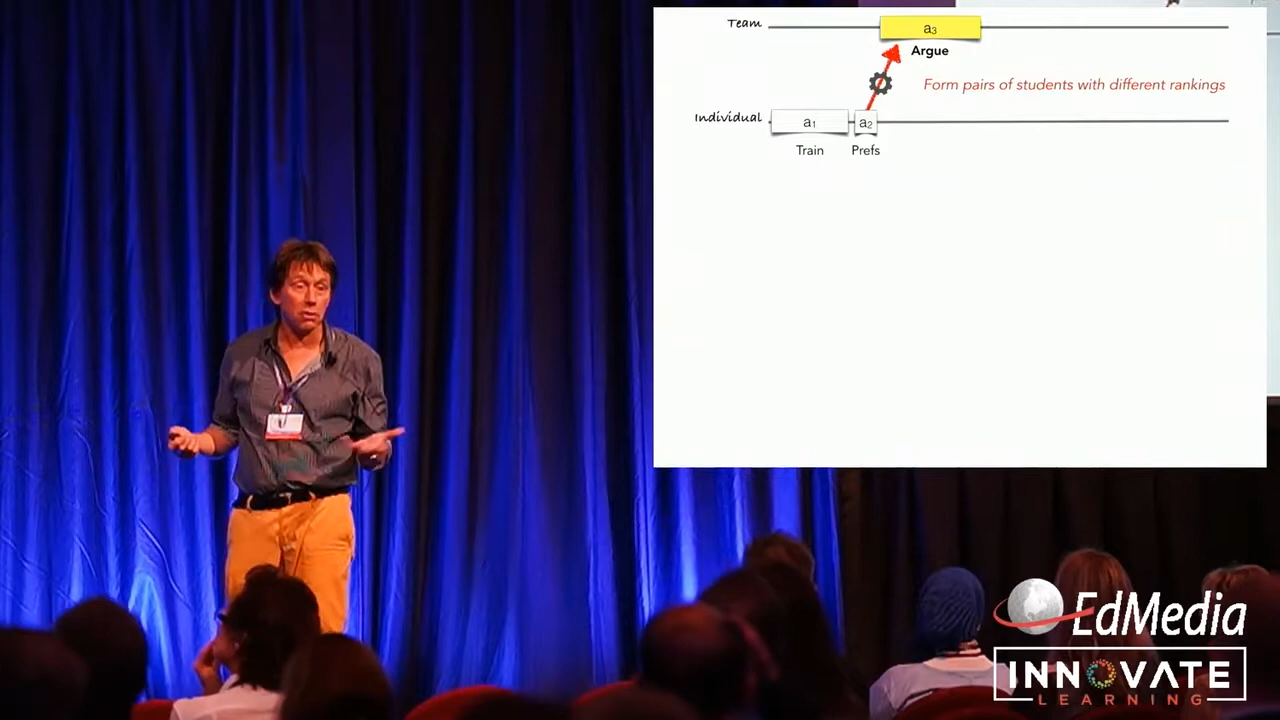 Team
a3
Argue
Form pairs of students with different rankings
Individual
a1
a2
Train
Prefs
EdMedia
INNOVATE
LEARNING